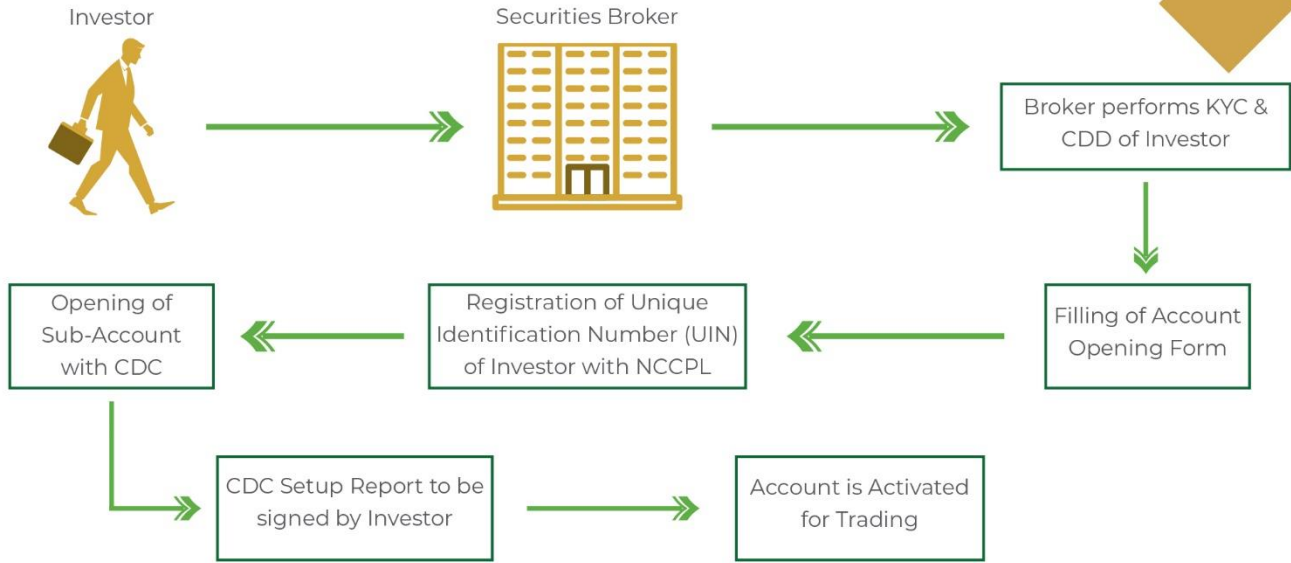 Investor
Securities Broker
Broker performs KYC &
CDD of Investor
Filling of Account
Opening Form
Registration of Unique
Identification Number (UIN)
of Investor with NCCPL
Opening of
Sub-Account
with CDC
CDC Setup Report to be
signed by Investor
Account is Activated
for Trading